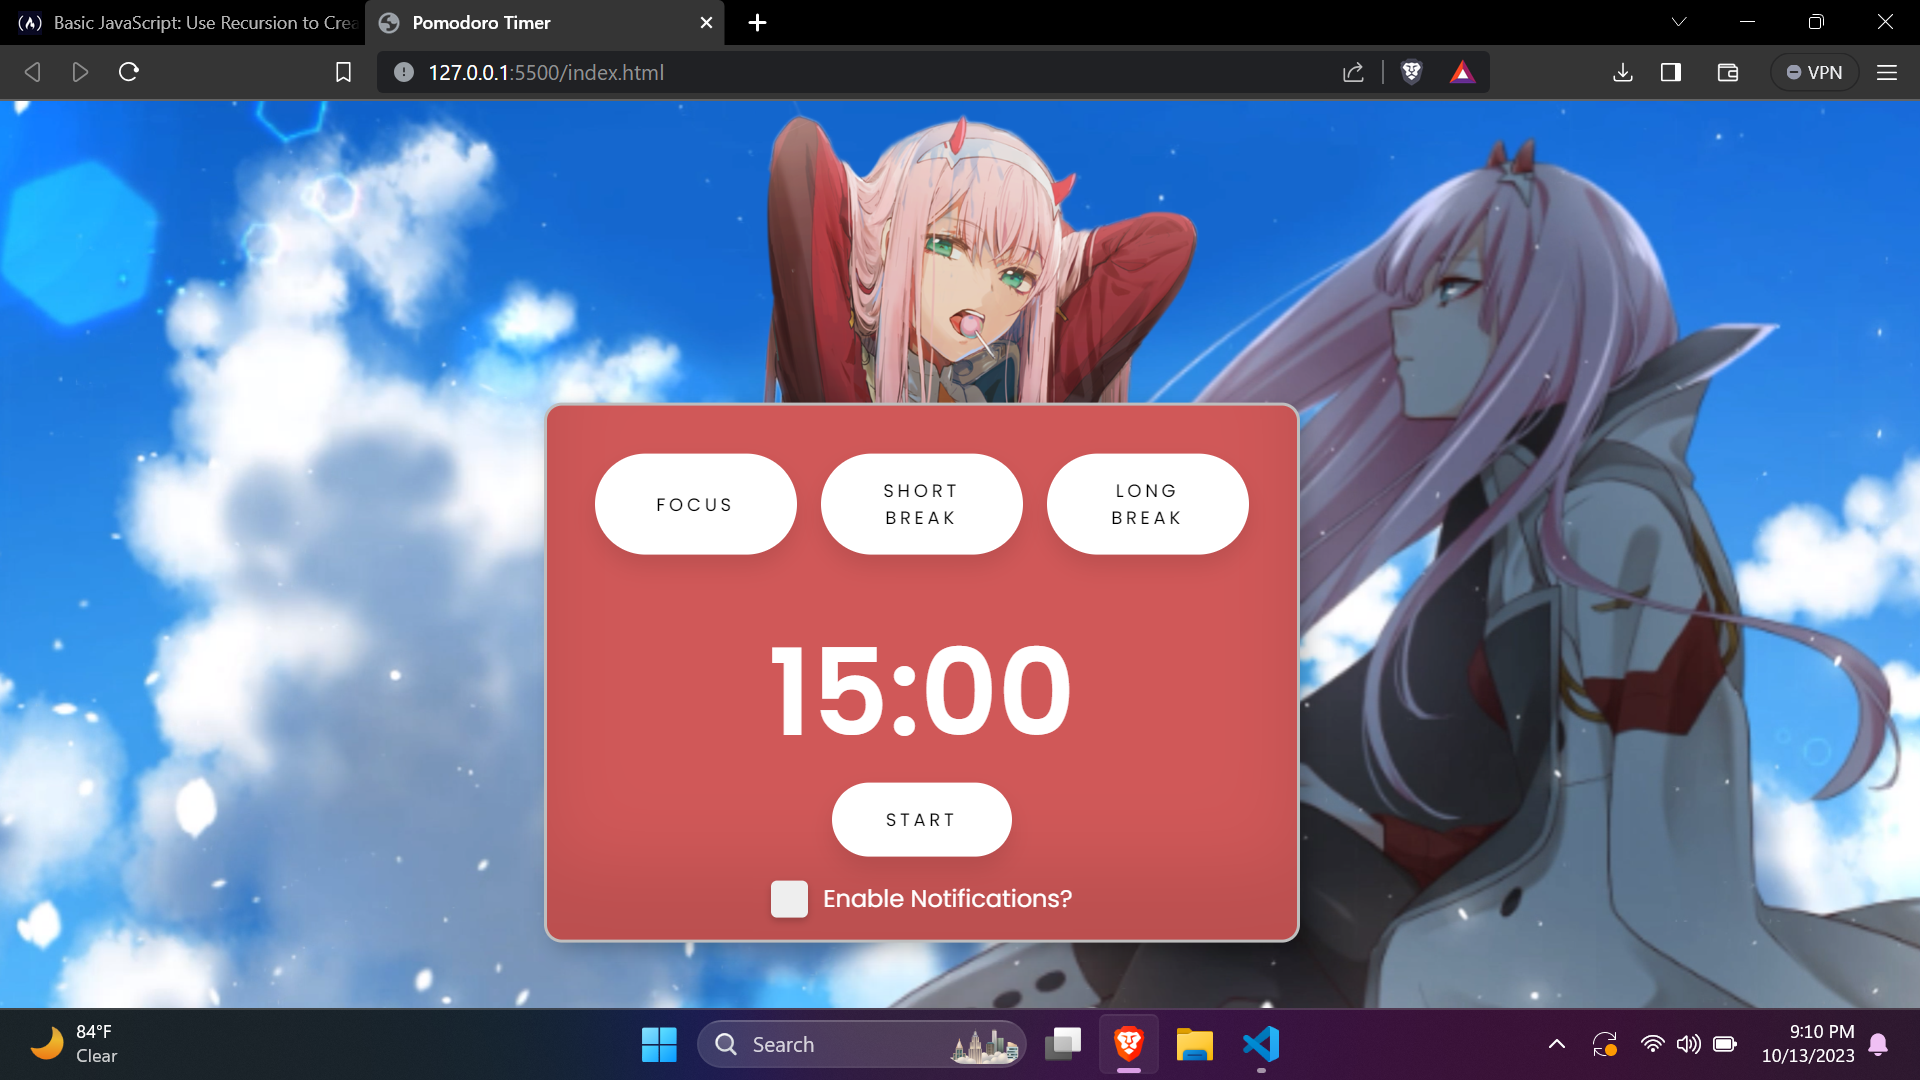 Basic JavaScript: Use Recursion to Crea
Pomodoro Timer
127.0.0.1:5500/index.html
VPN
FOCUS
SHORT
BREAK
LONG
BREAK
15:00
START
Enable Notifications?
84°F
Clear
Search
9:10 PM
10/13/2023